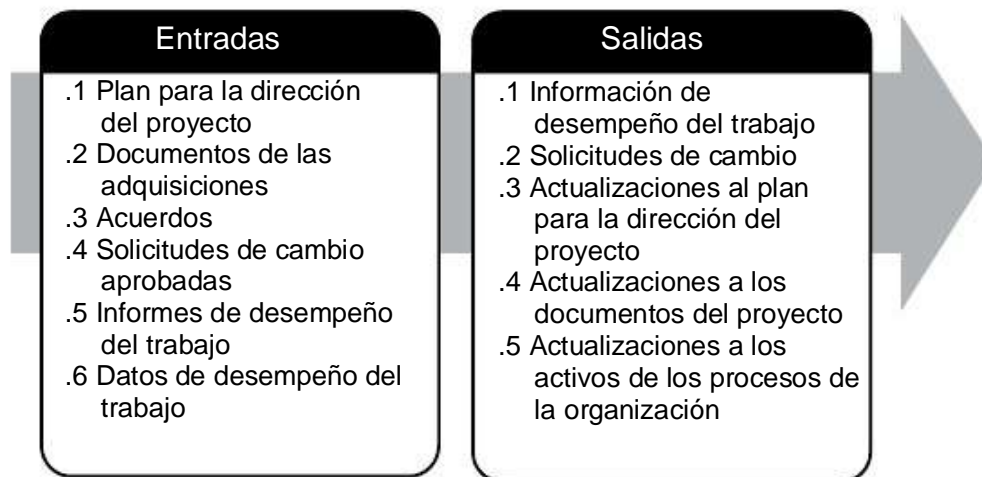 Entradas
.1 Plan para la dirección
del proyecto
.2 Documentos de las
adquisiciones
.3 Acuerdos
.4 Solicitudes de cambio
aprobadas
.5 Informes de desempeño
del trabajo
.6 Datos de desempeño del
trabajo
Salidas
.1 Información de
desempeño del trabajo
.2 Solicitudes de cambio
.3 Actualizaciones al plan
para la dirección del
proyecto
.4 Actualizaciones a los
documentos del proyecto
.5 Actualizaciones a los
activos de los procesos de
la organización